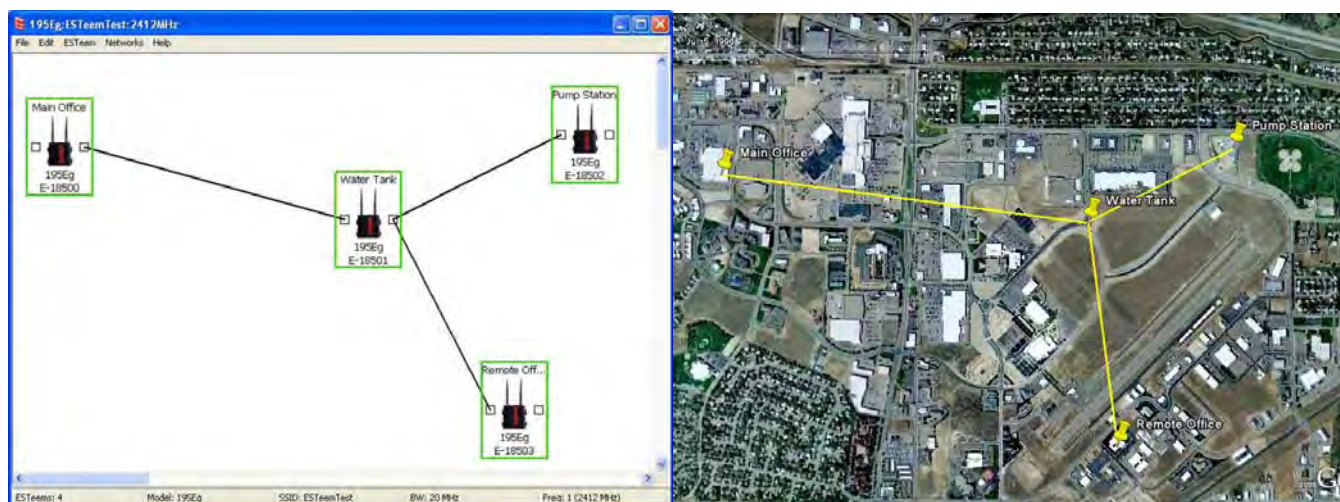 195Eg:ESTeemTest:2412MHz
File Edit ESTeem Networks Help
Main Office
195Eg
E-18500
Pump Station
195Eg
E-18502
Water Tank
195Eg
E-18501
Remote Off...
195Eg
E-18503
ESTeems: 4 Model: 195Eg SSID: ESTeemTest BW: 20 MHz Freq: 1 (2412 MHz)
Main Office
Pump Station
Water Tank
Remote Office